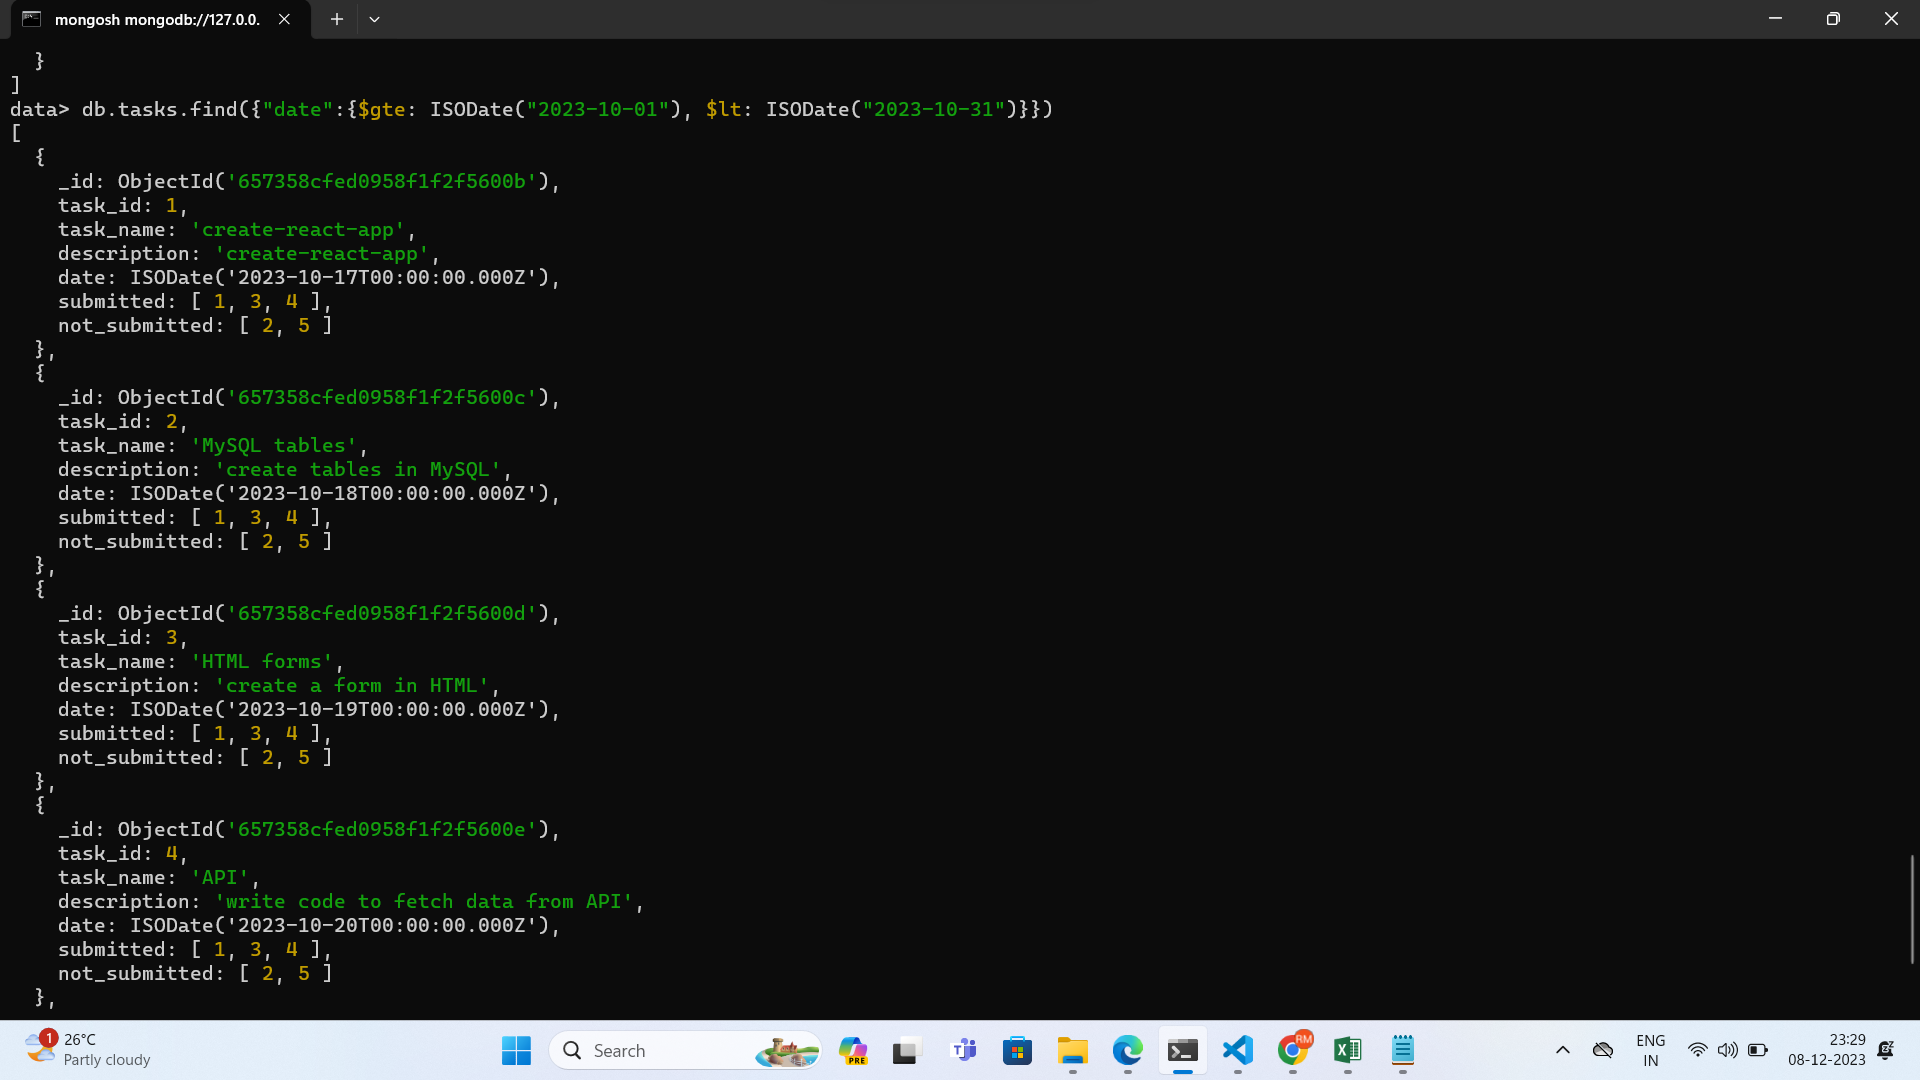 mongosh mongodb://127.0.0.
  }
]
data> db.tasks.find({"date":{$gte: ISODate("2023-10-01"), $lt: ISODate("2023-10-31")}})
[
  {
    _id: ObjectId('657358cfed0958f1f2f5600b'),
    task_id: 1,
    task_name: 'create-react-app',
    description: 'create-react-app',
    date: ISODate('2023-10-17T00:00:00.000Z'),
    submitted: [ 1, 3, 4 ],
    not_submitted: [ 2, 5 ]
  },
  {
    _id: ObjectId('657358cfed0958f1f2f5600c'),
    task_id: 2,
    task_name: 'MySQL tables',
    description: 'create tables in MySQL',
    date: ISODate('2023-10-18T00:00:00.000Z'),
    submitted: [ 1, 3, 4 ],
    not_submitted: [ 2, 5 ]
  },
  {
    _id: ObjectId('657358cfed0958f1f2f5600d'),
    task_id: 3,
    task_name: 'HTML forms',
    description: 'create a form in HTML',
    date: ISODate('2023-10-19T00:00:00.000Z'),
    submitted: [ 1, 3, 4 ],
    not_submitted: [ 2, 5 ]
  },
  {
    _id: ObjectId('657358cfed0958f1f2f5600e'),
    task_id: 4,
    task_name: 'API',
    description: 'write code to fetch data from API',
    date: ISODate('2023-10-20T00:00:00.000Z'),
    submitted: [ 1, 3, 4 ],
    not_submitted: [ 2, 5 ]
  },
1
26°C
Partly cloudy
Search
PRE
RM
ENG
IN
23:29
08-12-2023